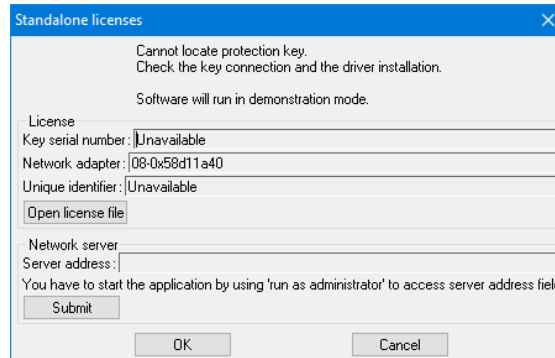 Standalone licenses
Cannot locate protection key.
Check the key connection and the driver installation.
Software will run in demonstration mode.
License
Key serial number: Unavailable
Network adapter: 08-0x58d11a40
Unique identifier: Unavailable
Open license file
Network server
Server address:
You have to start the application by using 'run as administrator' to access server address field
Submit
OK Cancel